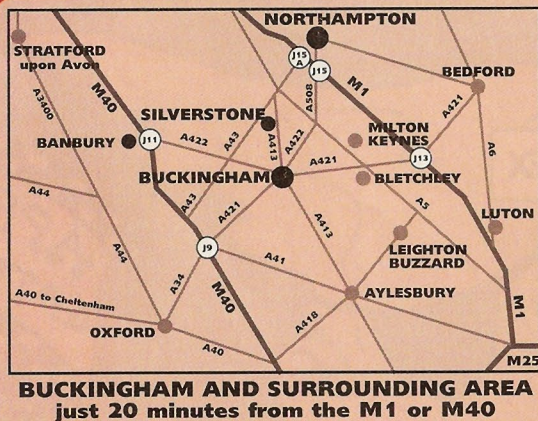 NORTHAMPTON
STRATFORD
upon Avon
J15
A
J15
M1
BEDFORD
A3400
M40
A508
A421
SILVERSTONE
BANBURY
J11
A422
A43
A413
A422
MILTON
KEYNES
A6
A421
J13
BUCKINGHAM
BLETCHLEY
A44
A43
A421
A413
A5
LUTON
A44
J9
LEIGHTON
BUZZARD
A41
A34
M40
AYLESBURY
A40 to Cheltenham
M1
OXFORD
A418
A40
M25
BUCKINGHAM AND SURROUNDING AREA
just 20 minutes from the M1 or M40